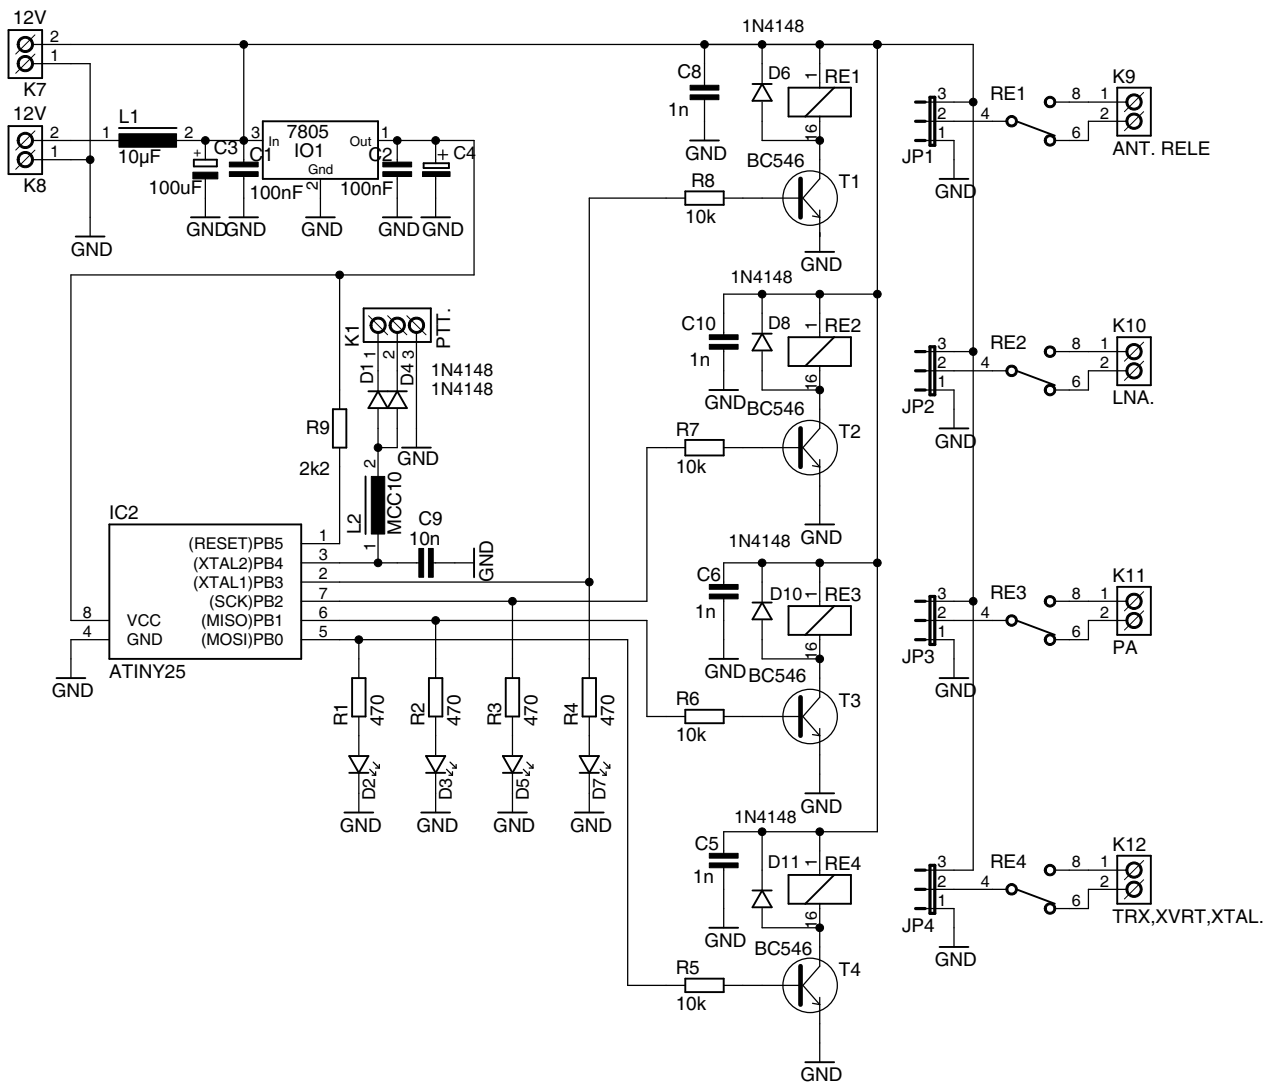 12V
2
1
K7
12V
2
1
K8
L1
1
2
10µF
C3
100uF
C1
100nF
3
In
7805
IO1
Out
1
Gnd
2
C2
100nF
C4
+
+
GND
GND
GND
GND
GND
GND
K1
PTT.
1
2
3
D1
D4
1N4148
1N4148
GND
R9
2k2
L2
2
1
MCC10
C9
10n
GND
IC2
(RESET)PB5
(XTAL2)PB4
(XTAL1)PB3
(SCK)PB2
(MISO)PB1
(MOSI)PB0
VCC
GND
1
3
2
7
6
5
8
4
ATINY25
GND
R1
470
D2
GND
R2
470
D3
GND
R3
470
D5
GND
R4
470
D7
GND
1N4148
C8
1n
GND
D6
1
RE1
16
BC546
T1
R8
10k
GND
1N4148
C10
1n
GND
D8
1
RE2
16
BC546
T2
R7
10k
GND
1N4148
C6
1n
GND
D10
1
RE3
16
BC546
T3
R6
10k
GND
1N4148
C5
1n
GND
D11
1
RE4
16
BC546
T4
R5
10k
GND
3
2
1
JP1
GND
RE1
4
8
6
K9
1
2
ANT. RELE
3
2
1
JP2
GND
RE2
4
8
6
K10
1
2
LNA.
3
2
1
JP3
GND
RE3
4
8
6
K11
1
2
PA
3
2
1
JP4
GND
RE4
4
8
6
K12
1
2
TRX,XVRT,XTAL.